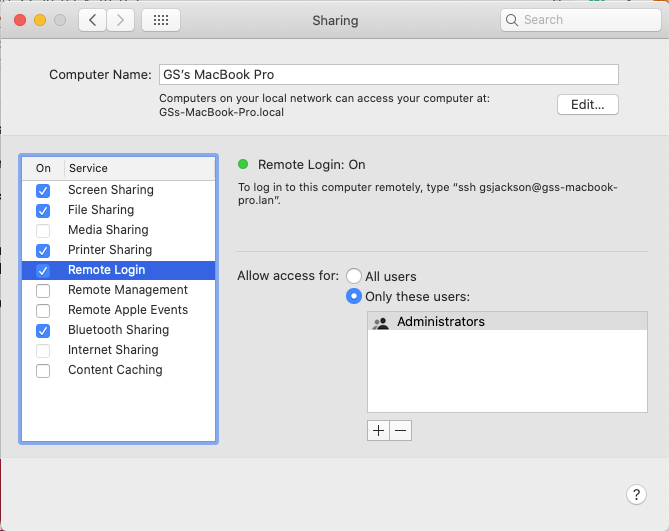 Sharing
Search
Computer Name:
GS's MacBook Pro
Computers on your local network can access your computer at:
GSs-MacBook-Pro.local
Edit...
On Service
Screen Sharing
File Sharing
Media Sharing
Printer Sharing
Remote Login
Remote Management
Remote Apple Events
Bluetooth Sharing
Internet Sharing
Content Caching
Remote Login: On
To log in to this computer remotely, type “ssh gsjackson@gss-macbook-
pro.lan”.
Allow access for:
All users
Only these users:
Administrators
+ −
?